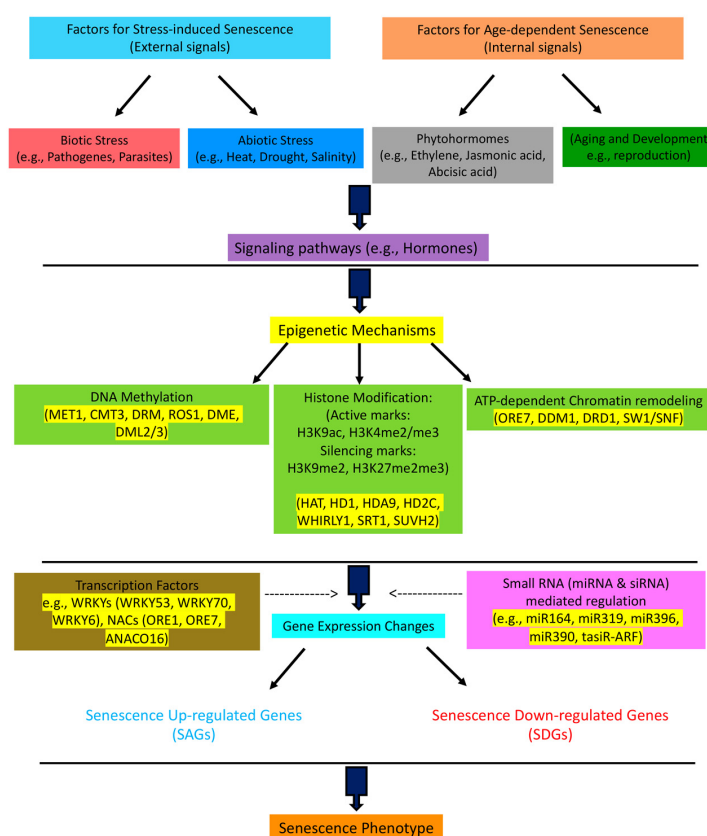 Factors for Stress-induced Senescence
(External signals)
Factors for Age-dependent Senescence
(Internal signals)
Biotic Stress
(e.g., Pathogenes, Parasites)
Abiotic Stress
(e.g., Heat, Drought, Salinity)
Phytohormomes
(e.g., Ethylene, Jasmonic acid,
Abcisic acid)
(Aging and Development
e.g., reproduction)
Signaling pathways (e.g., Hormones)
Epigenetic Mechanisms
DNA Methylation
(MET1, CMT3, DRM, ROS1, DME,
DML2/3)
Histone Modification:
(Active marks:
H3K9ac, H3K4me2/me3
Silencing marks:
H3K9me2, H3K27me2me3)
(HAT, HD1, HDA9, HD2C,
WHIRLY1, SRT1, SUVH2)
ATP-dependent Chromatin remodeling
(ORE7, DDM1, DRD1, SW1/SNF)
Transcription Factors
e.g., WRKYs (WRKY53, WRKY70,
WRKY6), NACs (ORE1, ORE7,
ANACO16)
Gene Expression Changes
Small RNA (miRNA & siRNA)
mediated regulation
(e.g., miR164, miR319, miR396,
miR390, tasiR-ARF)
Senescence Up-regulated Genes
(SAGs)
Senescence Down-regulated Genes
(SDGs)
Senescence Phenotype